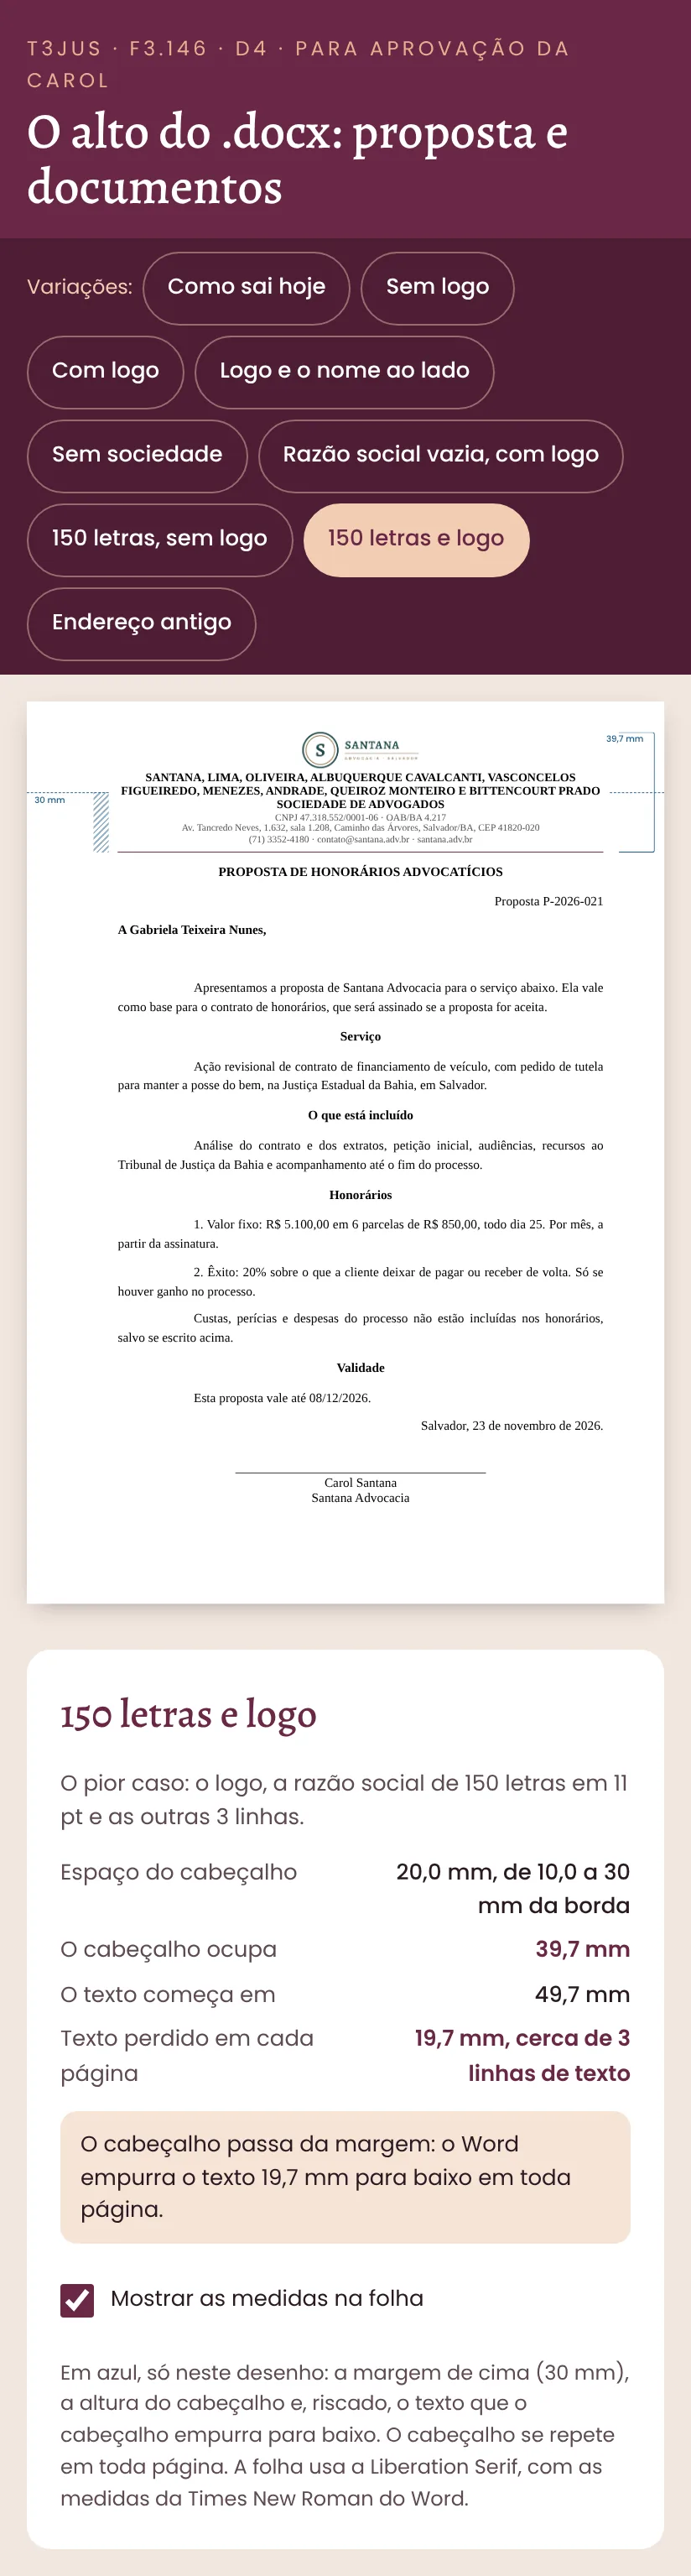 T3JUS · F3.146 · D4 · PARA APROVAÇÃO DA
CAROL
O alto do .docx: proposta e
documentos
Variações:
Como sai hoje
Sem logo
Com logo
Logo e o nome ao lado
Sem sociedade
Razão social vazia, com logo
150 letras, sem logo
150 letras e logo
Endereço antigo
S SANTANA
39,7 mm
30 mm
SANTANA, LIMA, OLIVEIRA, ALBUQUERQUE CAVALCANTI, VASCONCELOS
FIGUEIREDO, MENEZES, ANDRADE, QUEIROZ MONTEIRO E BITTENCOURT PRADO
SOCIEDADE DE ADVOGADOS
CNPJ 47.318.552/0001-06 · OAB/BA 4.217
Av. Tancredo Neves, 1.632, sala 1.208, Caminho das Árvores, Salvador/BA, CEP 41820-020
(71) 3352-4180 · contato@santana.adv.br · santana.adv.br
PROPOSTA DE HONORÁRIOS ADVOCATÍCIOS
Proposta P-2026-021
A Gabriela Teixeira Nunes,
Apresentamos a proposta de Santana Advocacia para o serviço abaixo. Ela vale
como base para o contrato de honorários, que será assinado se a proposta for aceita.
Serviço
Ação revisional de contrato de financiamento de veículo, com pedido de tutela
para manter a posse do bem, na Justiça Estadual da Bahia, em Salvador.
O que está incluído
Análise do contrato e dos extratos, petição inicial, audiências, recursos ao
Tribunal de Justiça da Bahia e acompanhamento até o fim do processo.
Honorários
1. Valor fixo: R$ 5.100,00 em 6 parcelas de R$ 850,00, todo dia 25. Por mês, a
partir da assinatura.
2. Êxito: 20% sobre o que a cliente deixar de pagar ou receber de volta. Só se
houver ganho no processo.
Custas, perícias e despesas do processo não estão incluídas nos honorários,
salvo se escrito acima.
Validade
Esta proposta vale até 08/12/2026.
Salvador, 23 de novembro de 2026.
Carol Santana
Santana Advocacia
150 letras e logo
O pior caso: o logo, a razão social de 150 letras em 11
pt e as outras 3 linhas.
Espaço do cabeçalho
20,0 mm, de 10,0 a 30
mm da borda
O cabeçalho ocupa
39,7 mm
O texto começa em
49,7 mm
Texto perdido em cada
página
19,7 mm, cerca de 3
linhas de texto
O cabeçalho passa da margem: o Word
empurra o texto 19,7 mm para baixo em toda
página.
Mostrar as medidas na folha
Em azul, só neste desenho: a margem de cima (30 mm),
a altura do cabeçalho e, riscado, o texto que o
cabeçalho empurra para baixo. O cabeçalho se repete
em toda página. A folha usa a Liberation Serif, com as
medidas da Times New Roman do Word.